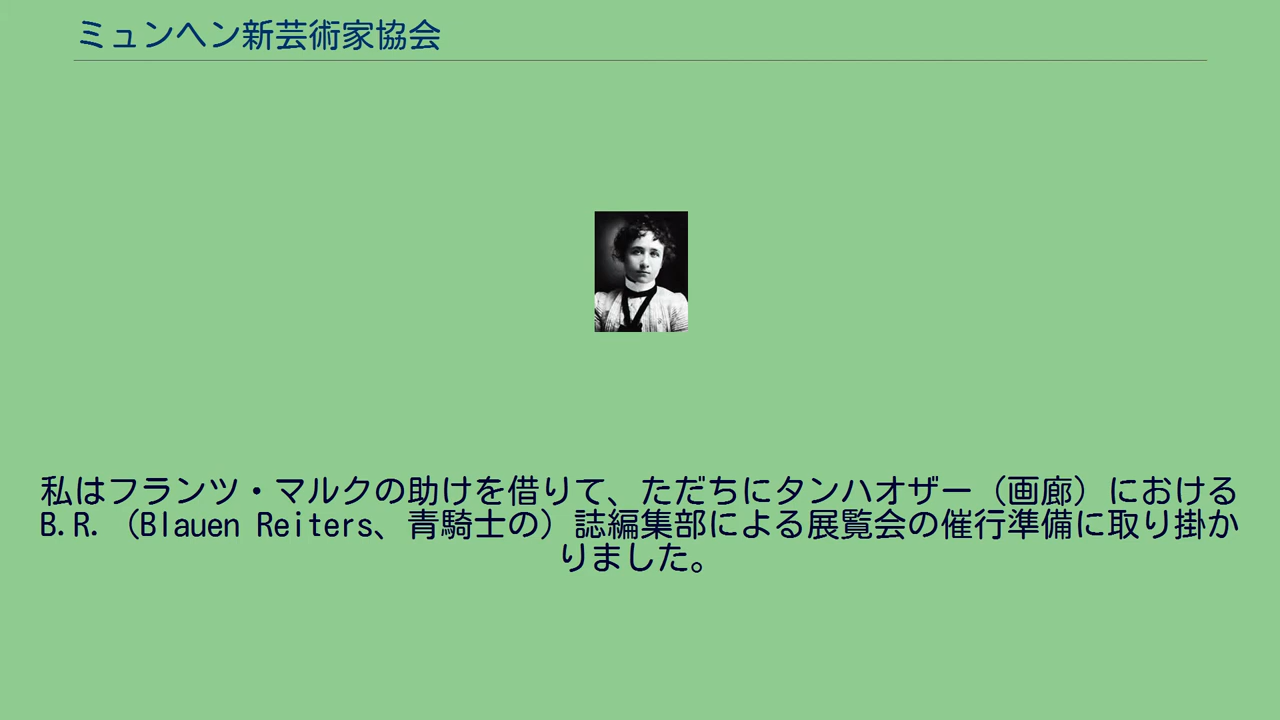 ミュンヘン新芸術家協会
私はフランツ・マルクの助けを借りて、ただちにタンハオザー（画廊）における
B.R.（Blauen Reiters、青騎士の）誌編集部による展覧会の催行準備に取り掛か
りました。